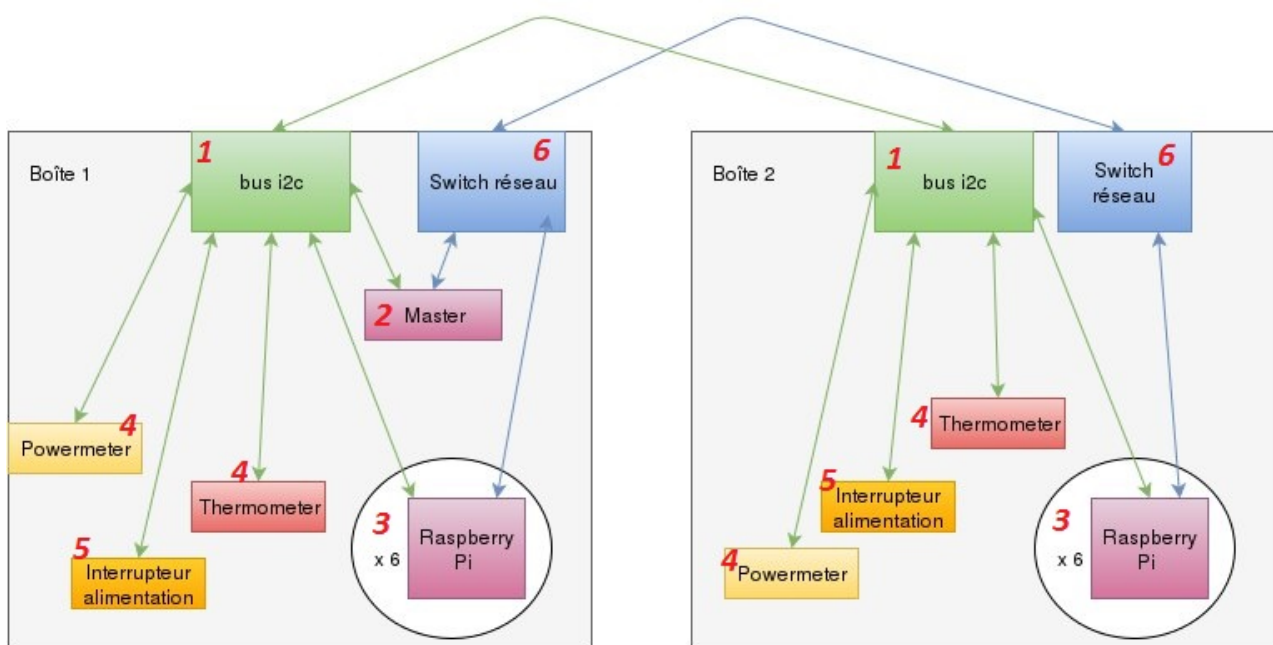 Boîte 1
1
bus i2c
6
Switch réseau
2 Master
4
Powermeter
4
Thermometer
5
Interrupteur
alimentation
3
x 6
Raspberry
Pi
Boîte 2
1
bus i2c
6
Switch
réseau
4
Thermometer
5
Interrupteur
alimentation
4
Powermeter
3
x 6
Raspberry
Pi